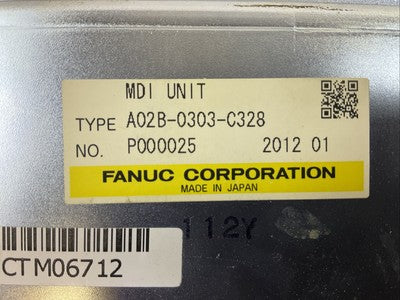 MDI UNIT
TYPE A02B-0303-C328
NO. P000025 2012 01
FANUC CORPORATION
MADE IN JAPAN
112Y
CTM06712